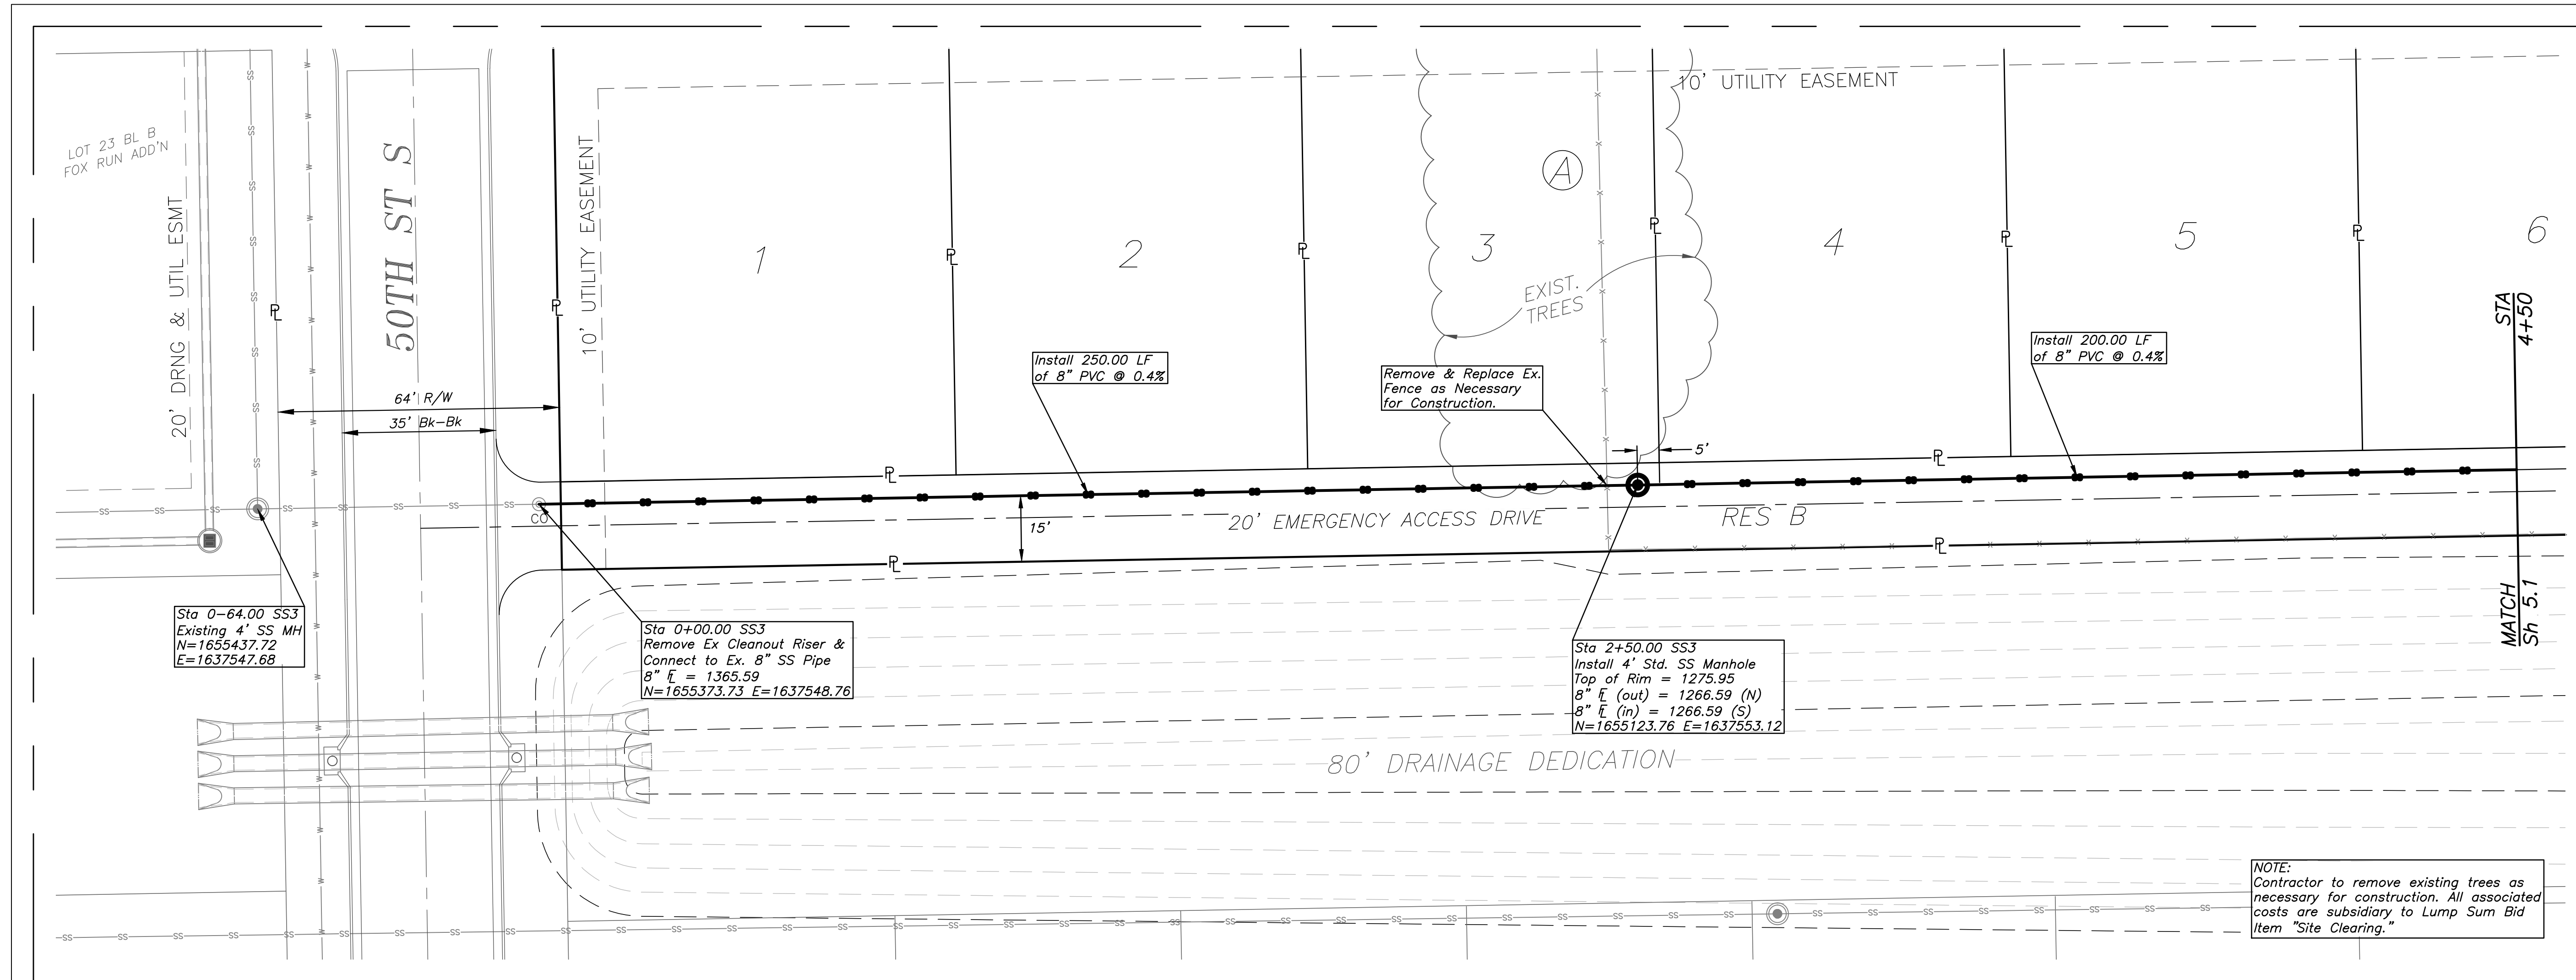 LOT 23 BL B
FOX RUN ADD'N
20' DRNG & UTIL ESMT
50TH ST S
64' R/W
35' Bk-Bk
10' UTILITY EASEMENT
10' UTILITY EASEMENT
1
2
3
4
5
6
A
EXIST.
TREES
Install 250.00 LF
of 8" PVC @ 0.4%
Remove & Replace Ex.
Fence as Necessary
for Construction.
5'
Install 200.00 LF
of 8" PVC @ 0.4%
STA
4+50
MATCH
Sh 5.1
CO
15'
20' EMERGENCY ACCESS DRIVE
RES B
Sta 0-64.00 SS3
Existing 4' SS MH
N=1655437.72
E=1637547.68
Sta 0+00.00 SS3
Remove Ex Cleanout Riser &
Connect to Ex. 8" SS Pipe
8" FL = 1365.59
N=1655373.73 E=1637548.76
Sta 2+50.00 SS3
Install 4' Std. SS Manhole
Top of Rim = 1275.95
8" FL (out) = 1266.59 (N)
8" FL (in) = 1266.59 (S)
N=1655123.76 E=1637553.12
80' DRAINAGE DEDICATION
NOTE:
Contractor to remove existing trees as
necessary for construction. All associated
costs are subsidiary to Lump Sum Bid
Item "Site Clearing."